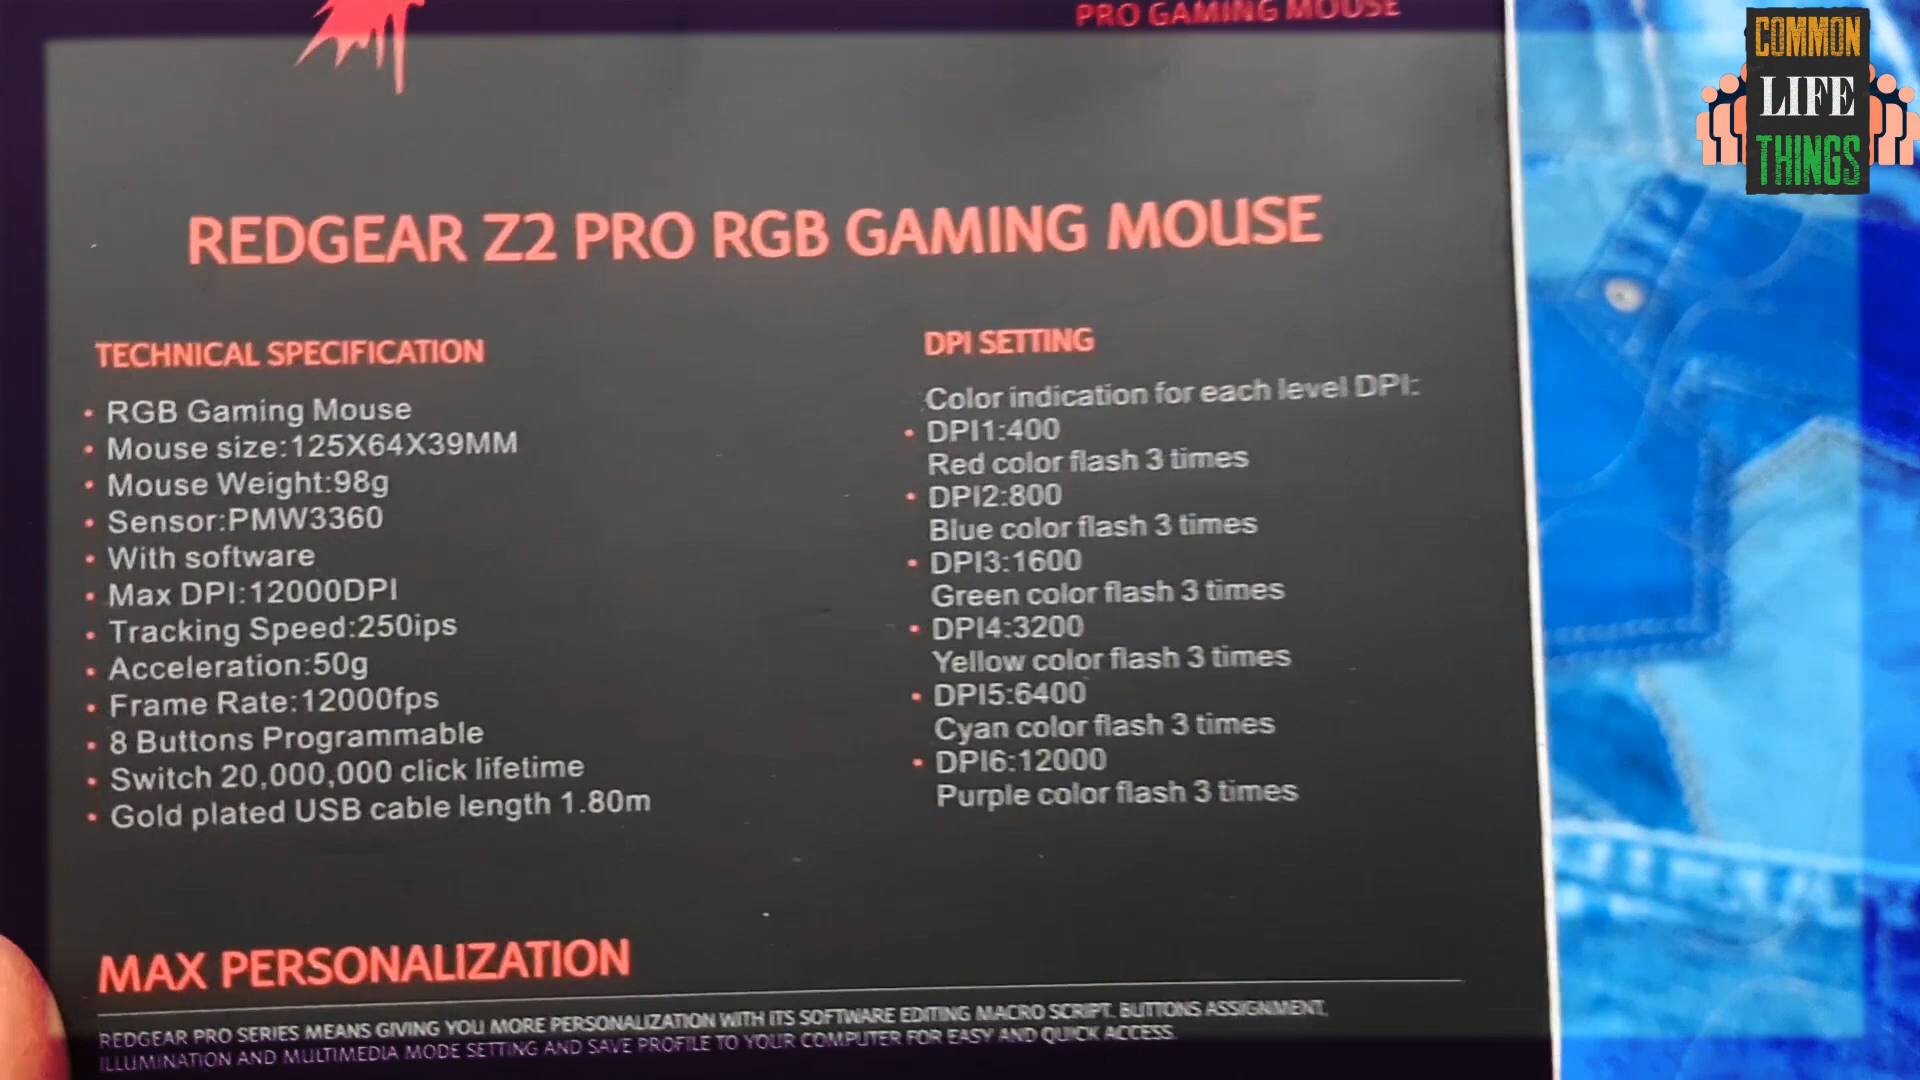 PRO GAMING MOUSE
COMMON
LIFE
THINGS
REDGEAR Z2 PRO RGB GAMING MOUSE
TECHNICAL SPECIFICATION
• RGB Gaming Mouse
• Mouse size:125X64X39MM
• Mouse Weight:98g
• Sensor:PMW3360
• With software
• Max DPI:12000DPI
• Tracking Speed:250ips
• Acceleration:50g
• Frame Rate:12000fps
• 8 Buttons Programmable
• Switch 20,000,000 click lifetime
• Gold plated USB cable length 1.80m
DPI SETTING
Color indication for each level DPI:
• DPI1:400
Red color flash 3 times
• DPI2:800
Blue color flash 3 times
• DPI3:1600
Green color flash 3 times
• DPI4:3200
Yellow color flash 3 times
• DPI5:6400
Cyan color flash 3 times
• DPI6:12000
Purple color flash 3 times
MAX PERSONALIZATION
REDGEAR PRO SERIES MEANS GIVING YOU MORE PERSONALIZATION WITH ITS SOFTWARE EDITING MACRO SCRIPT. BUTTONS ASSIGNMENT,
ILLUMINATION AND MULTIMEDIA MODE SETTING AND SAVE PROFILE TO YOUR COMPUTER FOR EASY AND QUICK ACCESS.